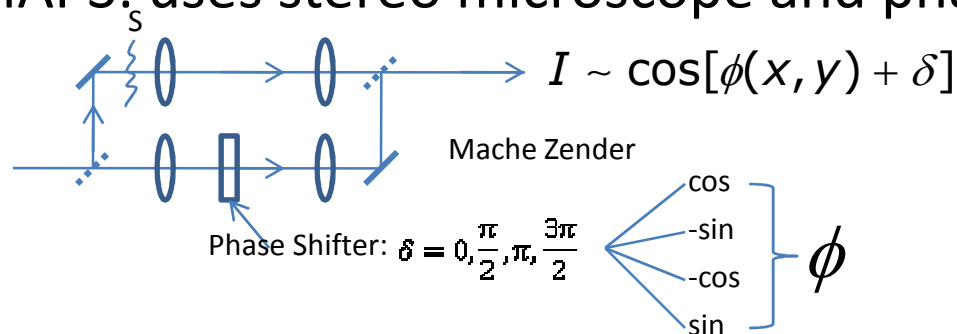 S
I ~ cos[ϕ(x, y) + δ]
Mache Zender
Phase Shifter: δ = 0, π/2, π, 3π/2
cos
-sin
-cos
sin
ϕ